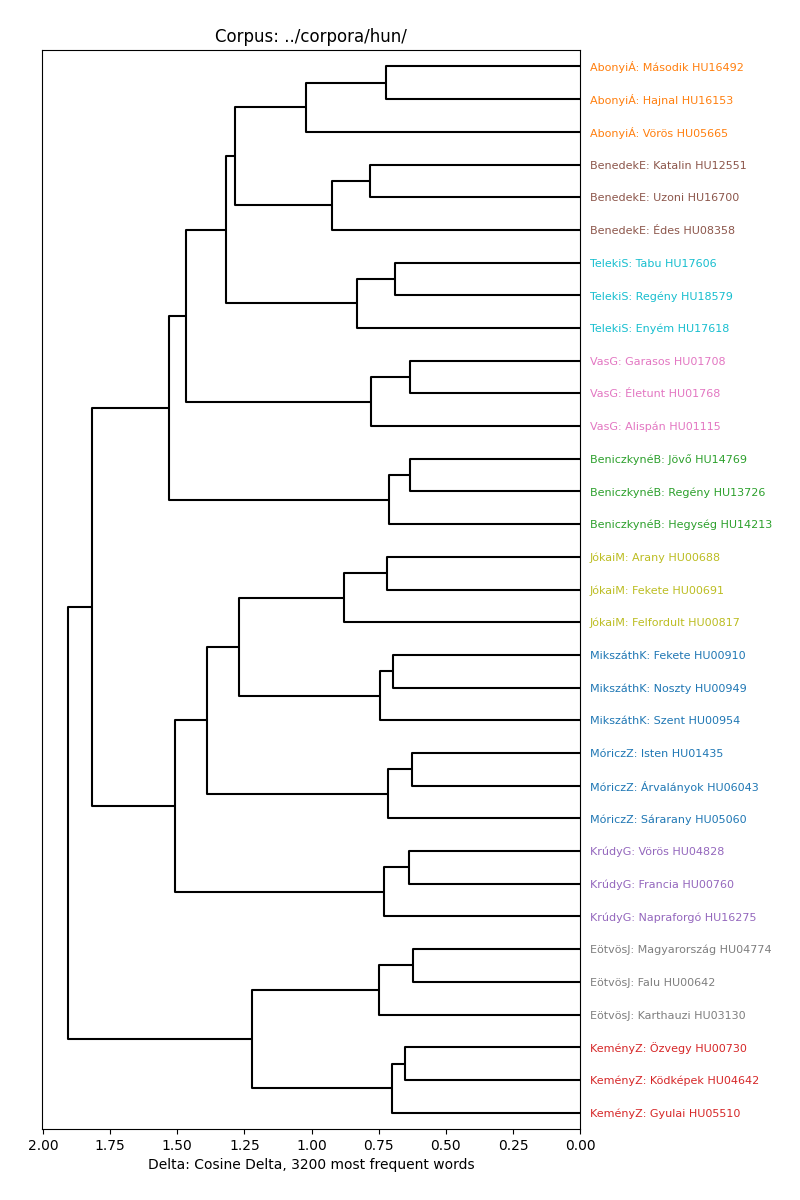 Corpus: ../corpora/hun/
AbonyiÁ: Második HU16492
AbonyiÁ: Hajnal HU16153
AbonyiÁ: Vörös HU05665
BenedekE: Katalin HU12551
BenedekE: Uzoni HU16700
BenedekE: Édes HU08358
TelekiS: Tabu HU17606
TelekiS: Regény HU18579
TelekiS: Enyém HU17618
VasG: Garasos HU01708
VasG: Életunt HU01768
VasG: Alispán HU01115
BeniczkynéB: Jövő HU14769
BeniczkynéB: Regény HU13726
BeniczkynéB: Hegység HU14213
JókaiM: Arany HU00688
JókaiM: Fekete HU00691
JókaiM: Felfordult HU00817
MikszáthK: Fekete HU00910
MikszáthK: Noszty HU00949
MikszáthK: Szent HU00954
MóriczZ: Isten HU01435
MóriczZ: Árvalányok HU06043
MóriczZ: Sárarany HU05060
KrúdyG: Vörös HU04828
KrúdyG: Francia HU00760
KrúdyG: Napraforgó HU16275
EötvösJ: Magyarország HU04774
EötvösJ: Falu HU00642
EötvösJ: Karthauzi HU03130
KeményZ: Özvegy HU00730
KeményZ: Ködképek HU04642
KeményZ: Gyulai HU05510
2.00 1.75 1.50 1.25 1.00 0.75 0.50 0.25 0.00
Delta: Cosine Delta, 3200 most frequent words